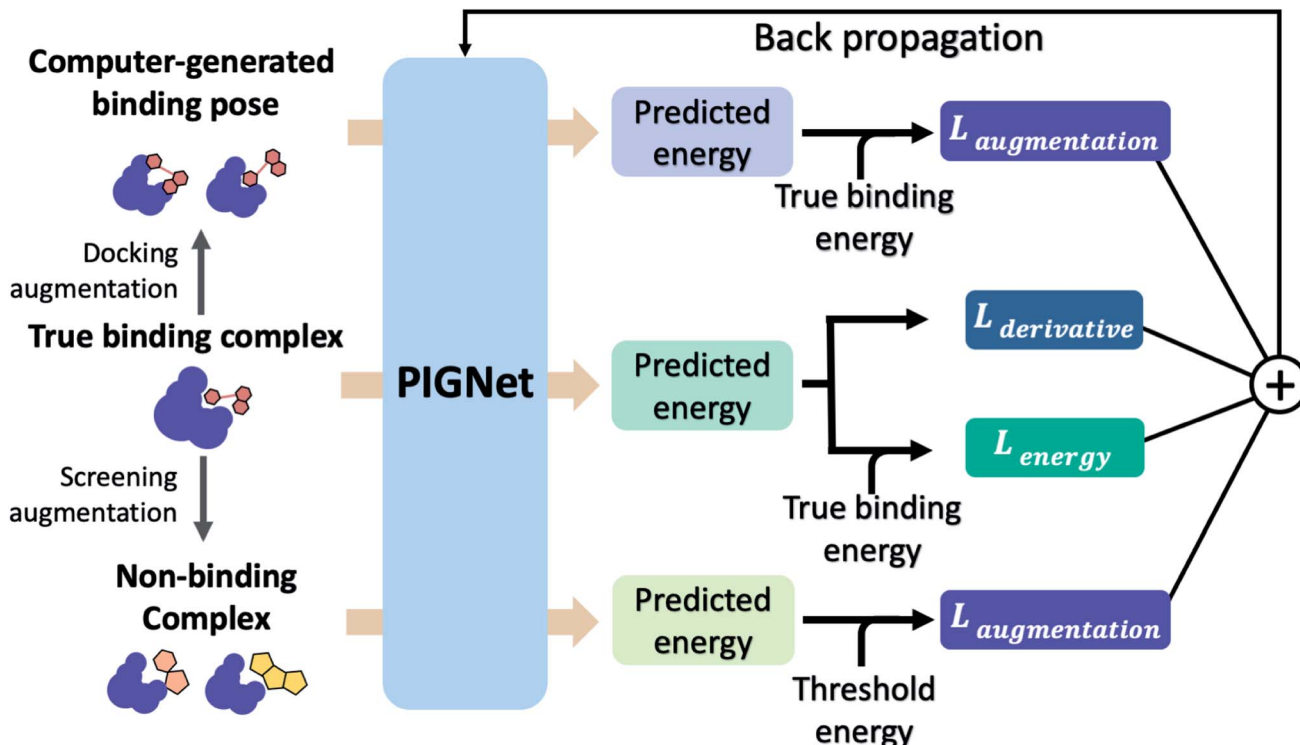 Back propagation
Computer-generated
binding pose
Predicted
energy
L augmentation
True binding
energy
Docking
augmentation
True binding complex
PIGNet
Predicted
energy
L derivative
L energy
True binding
energy
Screening
augmentation
Non-binding
Complex
Predicted
energy
L augmentation
Threshold
energy